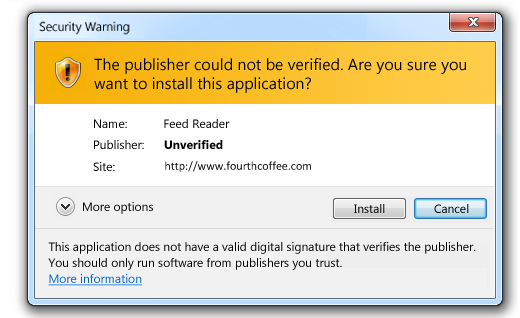 Security Warning
The publisher could not be verified. Are you sure you
want to install this application?
Name: Feed Reader
Publisher: Unverified
Site: http://www.fourthcoffee.com
More options Install Cancel
This application does not have a valid digital signature that verifies the publisher.
You should only run software from publishers you trust.
More information